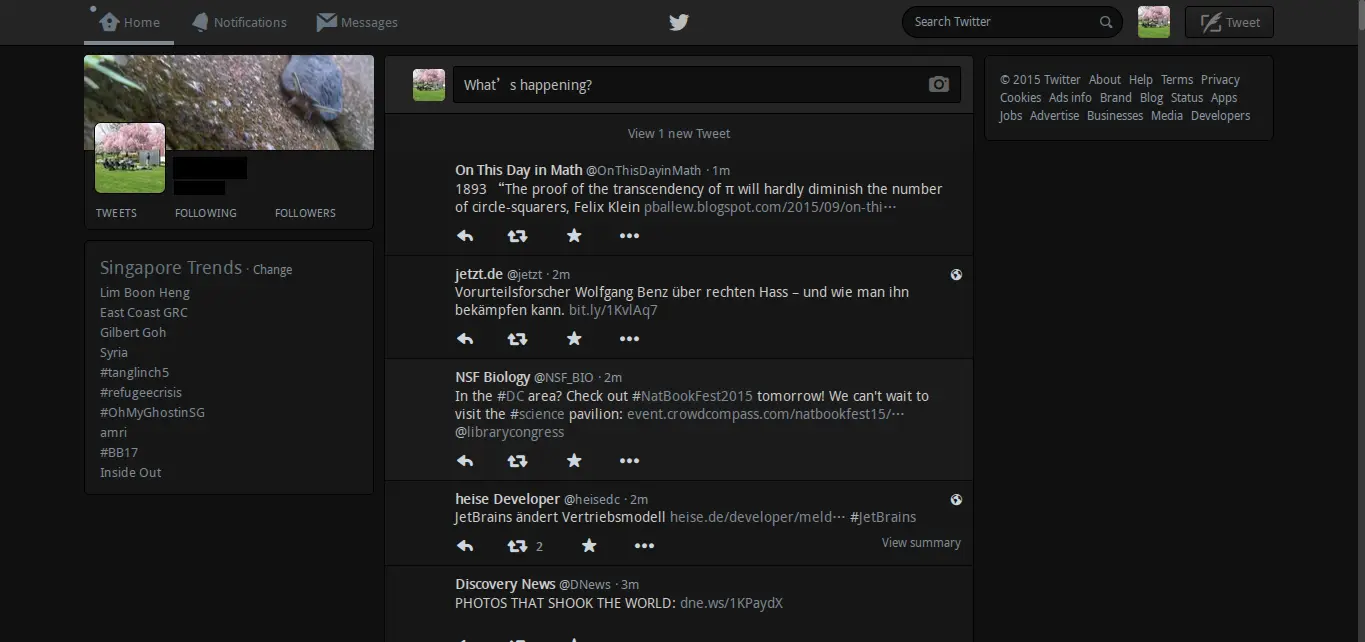 Home Notifications Messages
Search Twitter
Tweet
TWEETS FOLLOWING FOLLOWERS
Singapore Trends · Change
Lim Boon Heng
East Coast GRC
Gilbert Goh
Syria
#tanglinch5
#refugeecrisis
#OhMyGhostinSG
amri
#BB17
Inside Out
What’s happening?
View 1 new Tweet
On This Day in Math @OnThisDayinMath · 1m
1893 “The proof of the transcendency of π will hardly diminish the number
of circle-squarers, Felix Klein pballew.blogspot.com/2015/09/on-thi…
jetzt.de @jetzt · 2m
Vorurteilsforscher Wolfgang Benz über rechten Hass – und wie man ihn
bekämpfen kann. bit.ly/1KvlAq7
NSF Biology @NSF_BIO · 2m
In the #DC area? Check out #NatBookFest2015 tomorrow! We can't wait to
visit the #science pavilion: event.crowdcompass.com/natbookfest15/…
@librarycongress
heise Developer @heisedc · 2m
JetBrains ändert Vertriebsmodell heise.de/developer/meld… #JetBrains
2
View summary
Discovery News @DNews · 3m
PHOTOS THAT SHOOK THE WORLD: dne.ws/1KPaydX
© 2015 Twitter About Help Terms Privacy
Cookies Ads info Brand Blog Status Apps
Jobs Advertise Businesses Media Developers